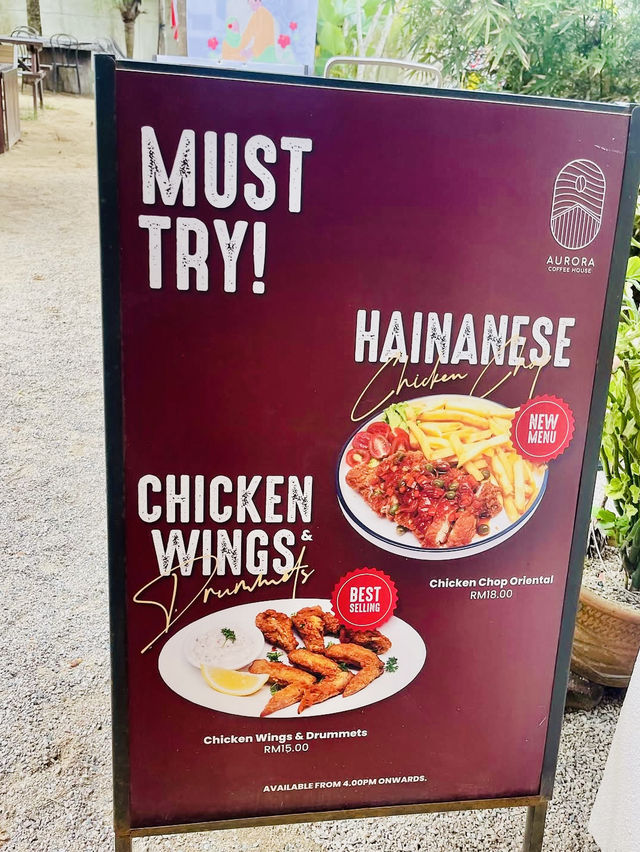 MUST
TRY!
AURORA
COFFEE HOUSE
HAINANESE
Chicken Chop
NEW
MENU
Chicken Chop Oriental
RM18.00
CHICKEN
WINGS &
Drummets
BEST
SELLING
Chicken Wings & Drummets
RM15.00
AVAILABLE FROM 4.00PM ONWARDS.